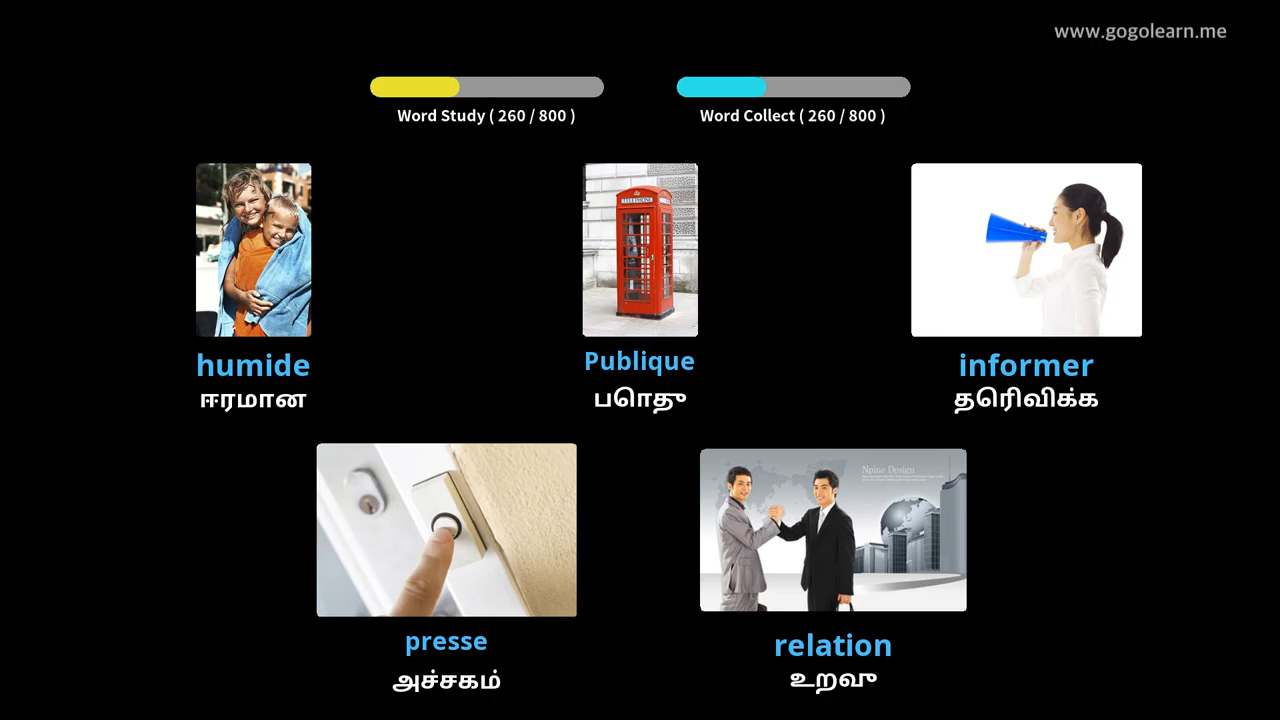 www.gogolearn.me
Word Study ( 260 / 800 )
Word Collect ( 260 / 800 )
TELEPHONE
humide
Publique
informer
ஈரமான
பொது
தெரிவிக்க
Npine Design
presse
relation
அச்சகம்
உறவு